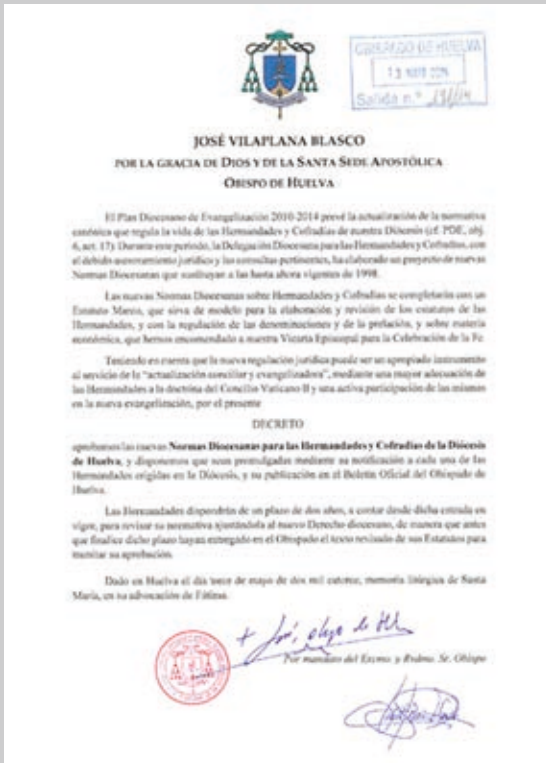 OBISPADO DE HUELVA
13 MAYO
Salida n.º
JOSÉ VILAPLANA BLASCO
POR LA GRACIA DE DIOS Y DE LA SANTA SEDE APOSTÓLICA
OBISPO DE HUELVA
El Plan Diocesano de Evangelización 2010-2014 prevé la actualización de la normativa
canónica que regula la vida de las Hermandades y Cofradías de nuestra Diócesis (cf. PDE, obj.
6, act. 17). Durante este periodo, la Delegación Diocesana para las Hermandades y Cofradías, con
el debido asesoramiento jurídico y las consultas pertinentes, ha elaborado un proyecto de nuevas
Normas Diocesanas que sustituyan a las hasta ahora vigentes de 1998.
Las nuevas Normas Diocesanas sobre Hermandades y Cofradías se completarán con un
Estatuto Marco, que sirva de modelo para la elaboración y revisión de los estatutos de las
Hermandades, y con la regulación de las denominaciones y de la prelación, y sobre materia
económica, que hemos encomendado a nuestra Vicaría Episcopal para la Celebración de la Fe.
Teniendo en cuenta que la nueva regulación jurídica puede ser un apropiado instrumento
al servicio de la "actualización conciliar y evangelizadora", mediante una mayor adecuación de
las Hermandades a la doctrina del Concilio Vaticano II y una activa participación de las mismas
en la nueva evangelización, por el presente
DECRETO
aprobamos las nuevas Normas Diocesanas para las Hermandades y Cofradías de la Diócesis
de Huelva, y disponemos que sean promulgadas mediante su notificación a cada una de las
Hermandades erigidas en la Diócesis, y su publicación en el Boletín Oficial del Obispado de
Huelva.
Las Hermandades dispondrán de un plazo de dos años, a contar desde dicha entrada en
vigor, para revisar su normativa ajustándola al nuevo Derecho diocesano, de manera que antes
que finalice dicho plazo hayan entregado en el Obispado el texto revisado de sus Estatutos para
tramitar su aprobación.
Dado en Huelva el día trece de mayo de dos mil catorce, memoria litúrgica de Santa
María, en su advocación de Fátima.
+ José, obispo de
Por mandato del Excmo. y Rvdmo. Sr. Obispo